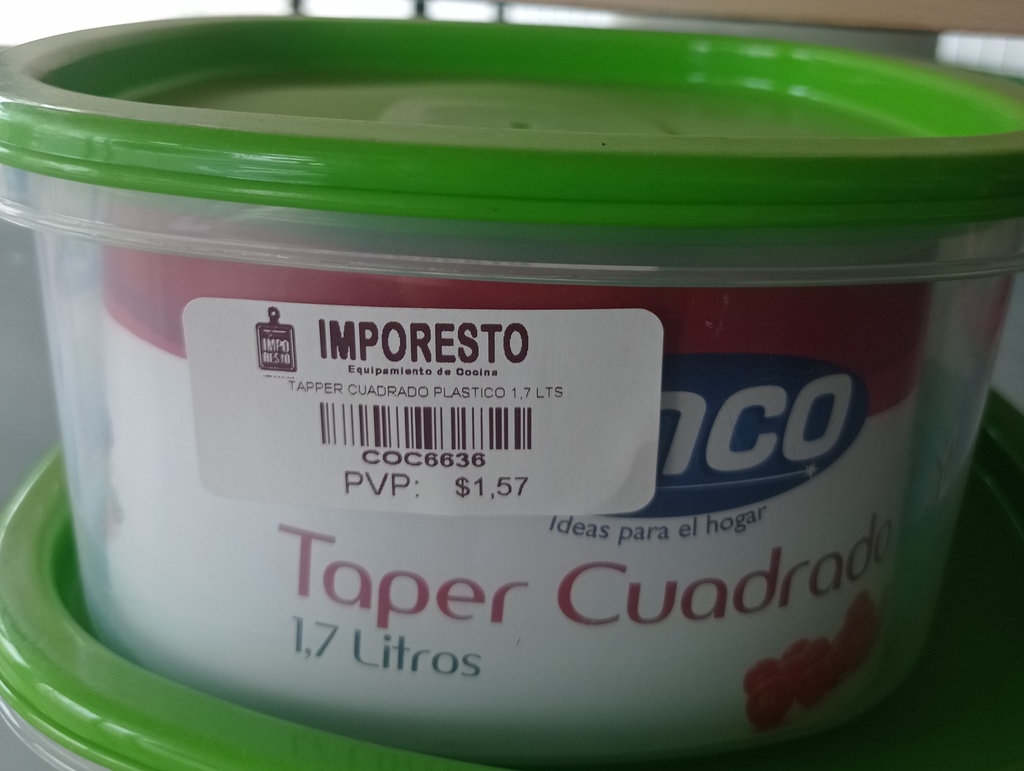 IMPO
RESTO
IMPORESTO
Equipamiento de Cocina
TAPPER CUADRADO PLASTICO 1,7 LTS
COC6636
PVP: $1,57
nco
Ideas para el hogar
Taper Cuadrado
1,7 Litros